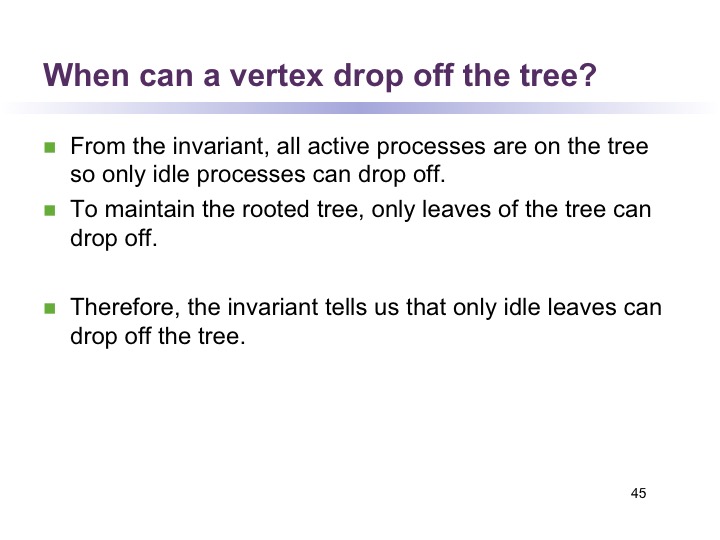 When can a vertex drop off the tree?
From the invariant, all active processes are on the tree
so only idle processes can drop off.
To maintain the rooted tree, only leaves of the tree can
drop off.
Therefore, the invariant tells us that only idle leaves can
drop off the tree.
45